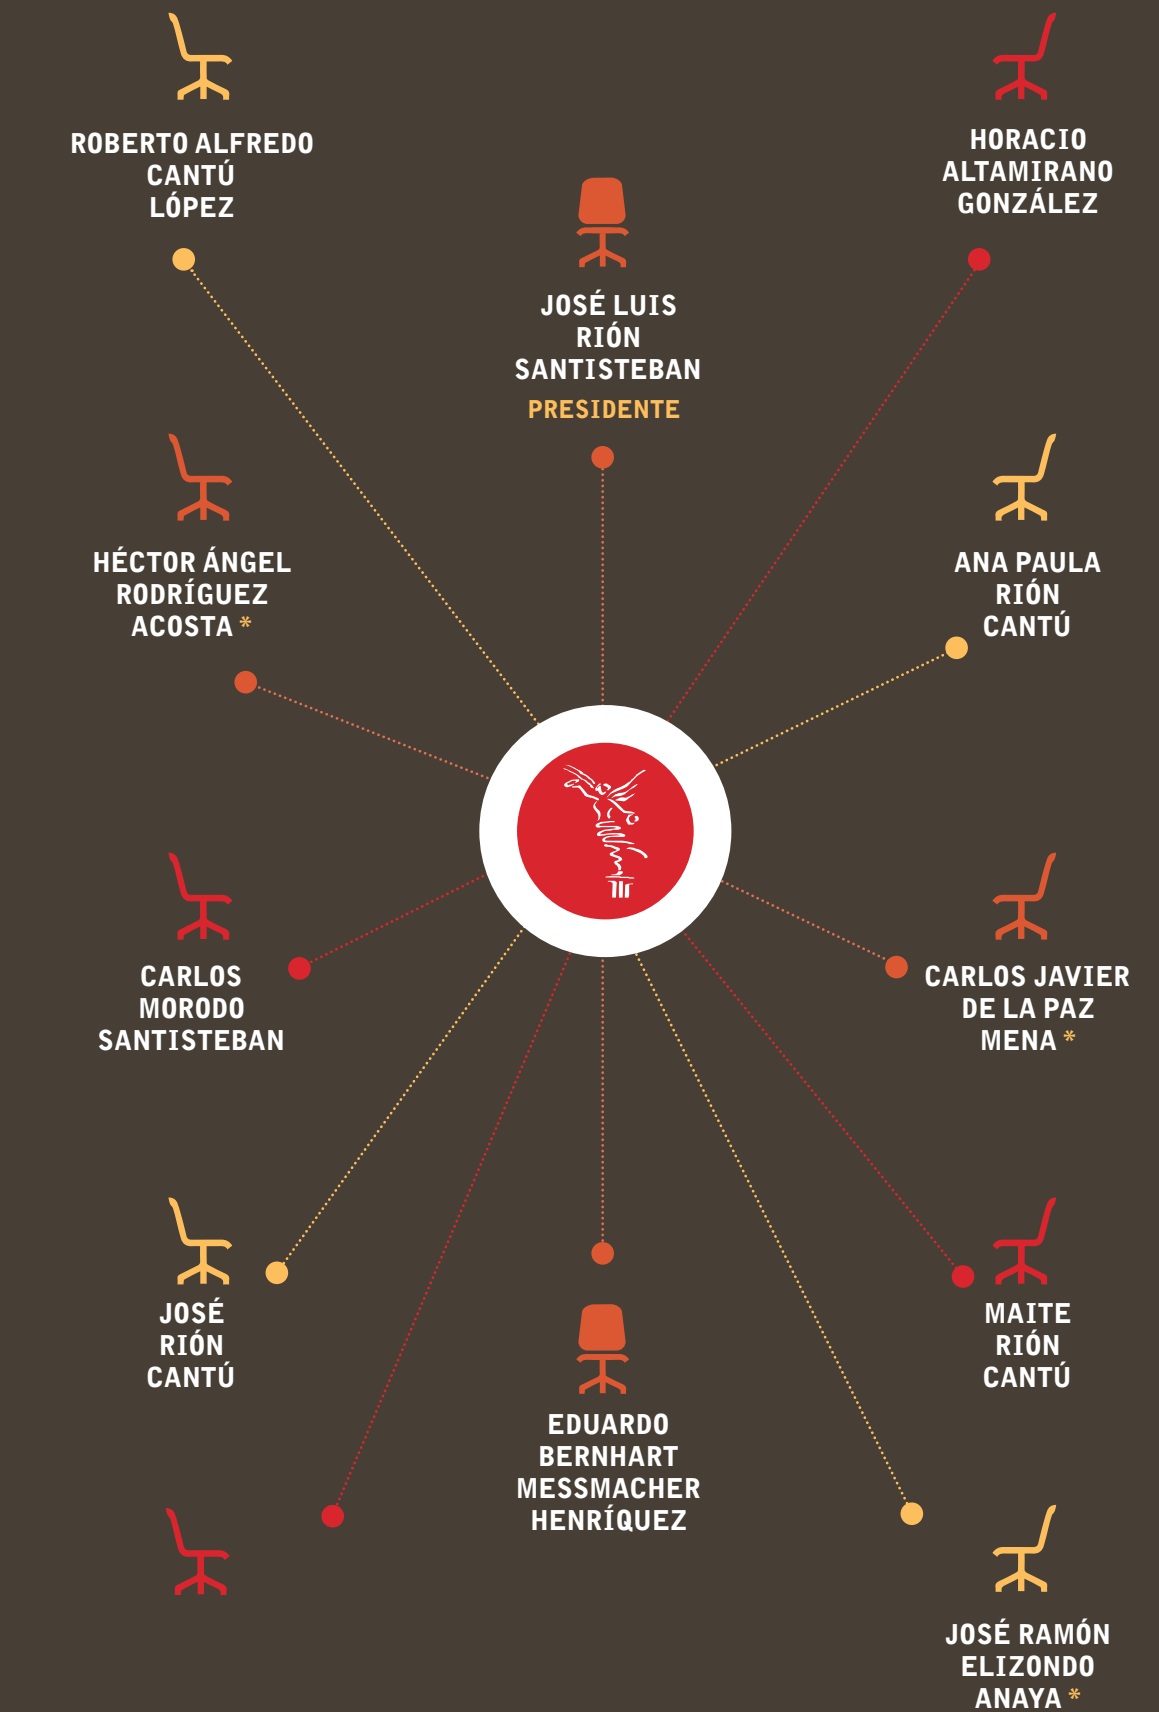 ROBERTO ALFREDO
CANTÚ
LÓPEZ
HORACIO
ALTAMIRANO
GONZÁLEZ
JOSÉ LUIS
RIÓN
SANTISTEBAN
PRESIDENTE
HÉCTOR ÁNGEL
RODRÍGUEZ
ACOSTA *
ANA PAULA
RIÓN
CANTÚ
CARLOS
MORODO
SANTISTEBAN
CARLOS JAVIER
DE LA PAZ
MENA *
JOSÉ
RIÓN
CANTÚ
MAITE
RIÓN
CANTÚ
EDUARDO
BERNHART
MESSMACHER
HENRÍQUEZ
JOSÉ RAMÓN
ELIZONDO
ANAYA *